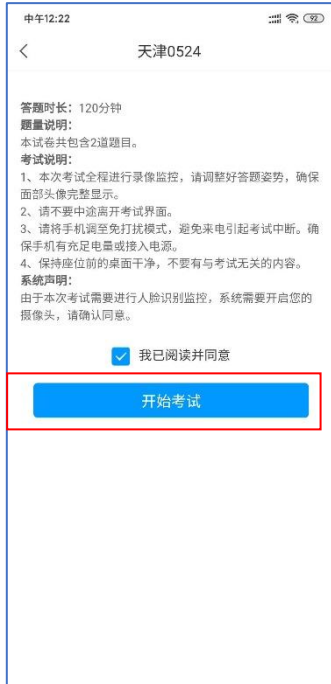 中午12:22
92
天津0524
答题时长：120分钟
题量说明：
本试卷共包含2道题目。
考试说明：
1、本次考试全程进行录像监控，请调整好答题姿势，确保
面部头像完整显示。
2、请不要中途离开考试界面。
3、请将手机调至免打扰模式，避免来电引起考试中断。确
保手机有充足电量或接入电源。
4、保持座位前的桌面干净，不要有与考试无关的内容。
系统声明：
由于本次考试需要进行人脸识别监控，系统需要开启您的
摄像头，请确认同意。
我已阅读并同意
开始考试